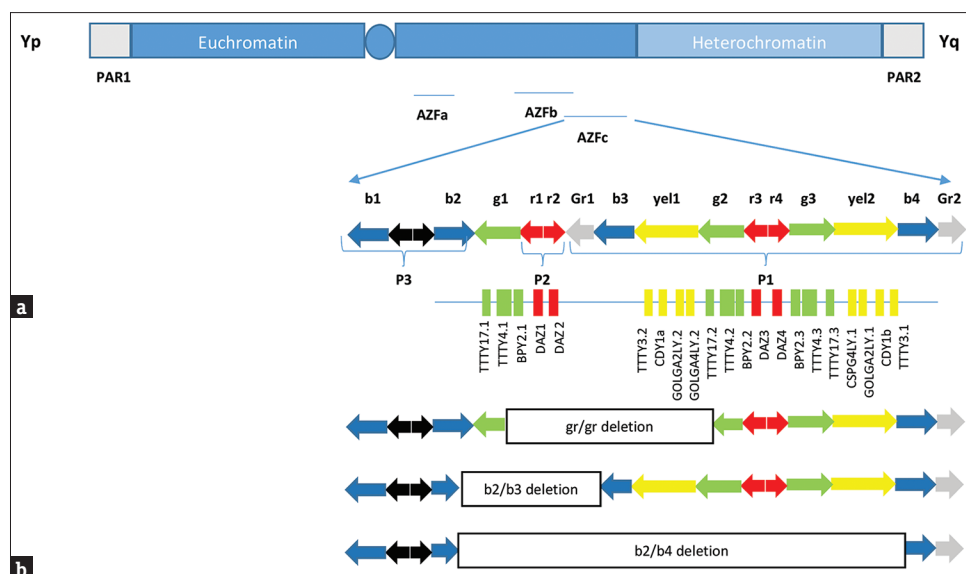 Yp Euchromatin Heterochromatin Yq
PAR1 PAR2
AZFa AZFb
AZFc
b1 b2 g1 r1 r2 Gr1 b3 yel1 g2 r3 r4 g3 yel2 b4 Gr2
P3 P2 P1
a
TTTY17.1
TTTY4.1
BPY2.1
DAZ1
DAZ 2
TTTY3.2
CDY1a
GOLGA2LY.2
GOLGA4LY.2
TTTY17.2
TTTY4.2
BPY2.2
DAZ3
DAZ4
BPY2.3
TTTY4.3
TTTY17.3
CSPG4LY.1
GOLGA2LY.1
CDY1b
TTTY3.1
gr/gr deletion
b2/b3 deletion
b2/b4 deletion
b